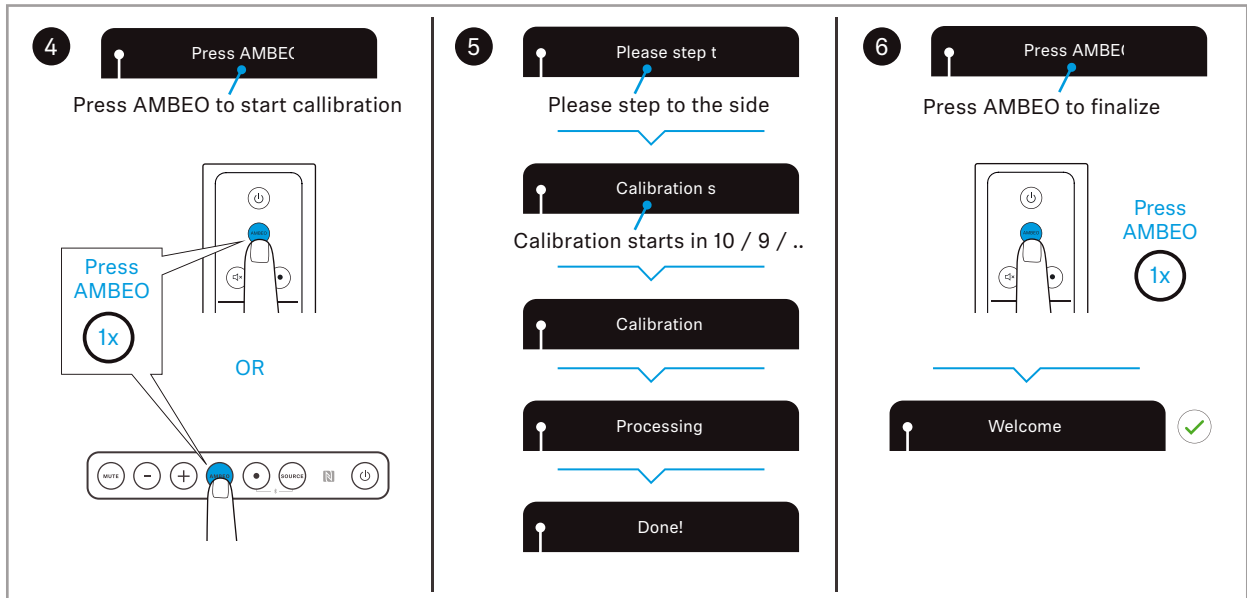 4
Press AMBE(
Press AMBEO to start callibration
AMBEO
Press
AMBEO
1x
OR
MUTE
AMBEO
SOURCE
5
Please step t
Please step to the side
Calibration s
Calibration starts in 10 / 9 / ..
Calibration
Processing
Done!
6
Press AMBE(
Press AMBEO to finalize
AMBEO
Press
AMBEO
1x
Welcome